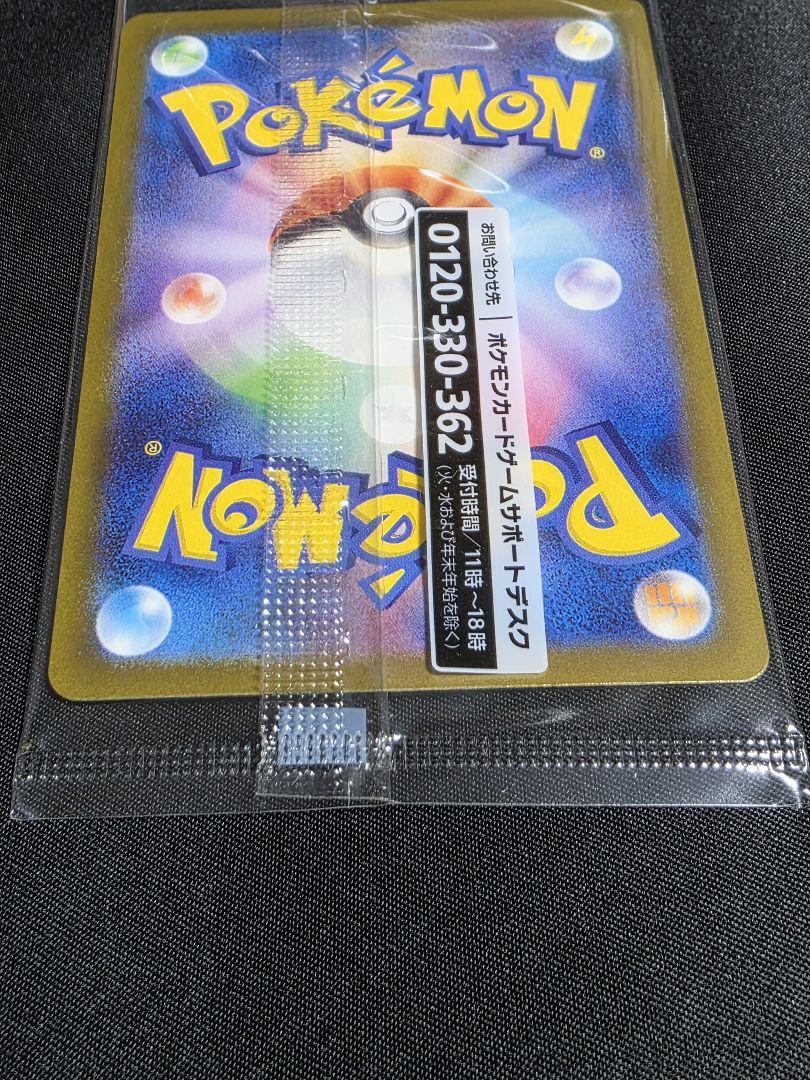 POKÉMON
®
お問い合わせ先 | ポケモンカードゲームサポートデスク
0120-330-362 受付時間/11時~18時
(火・水および年末年始を除く)
POKÉMON
®